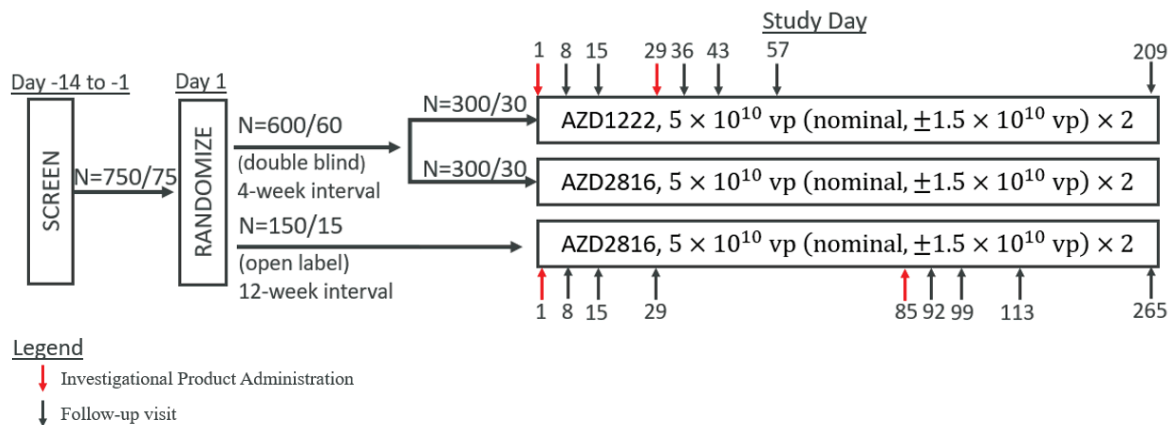 Study Day
1 8 15 29 36 43 57 209
Day -14 to -1
Day 1
SCREEN
N=750/75
RANDOMIZE
N=600/60
(double blind)
4-week interval
N=300/30
N=300/30
AZD1222, 5 × 10¹⁰ vp (nominal, ±1.5 × 10¹⁰ vp) × 2
AZD2816, 5 × 10¹⁰ vp (nominal, ±1.5 × 10¹⁰ vp) × 2
N=150/15
(open label)
12-week interval
AZD2816, 5 × 10¹⁰ vp (nominal, ±1.5 × 10¹⁰ vp) × 2
1 8 15 29 85 92 99 113 265
Legend
Investigational Product Administration
Follow-up visit